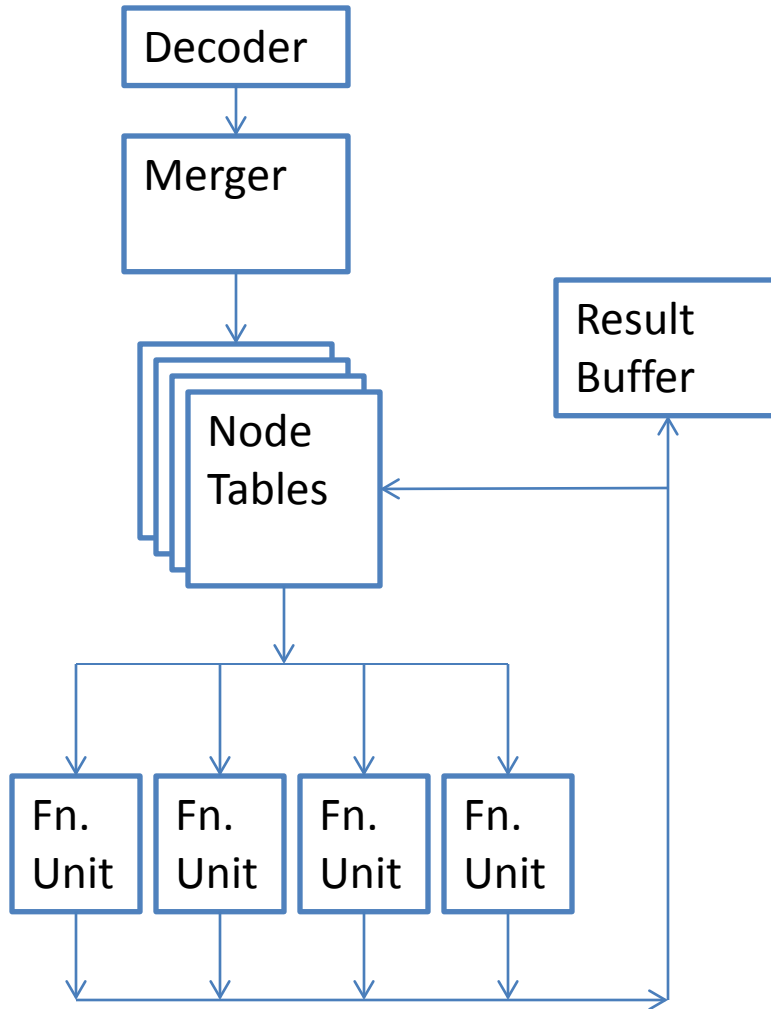 Decoder
Merger
Result
Buffer
Node
Tables
Fn.
Unit
Fn.
Unit
Fn.
Unit
Fn.
Unit